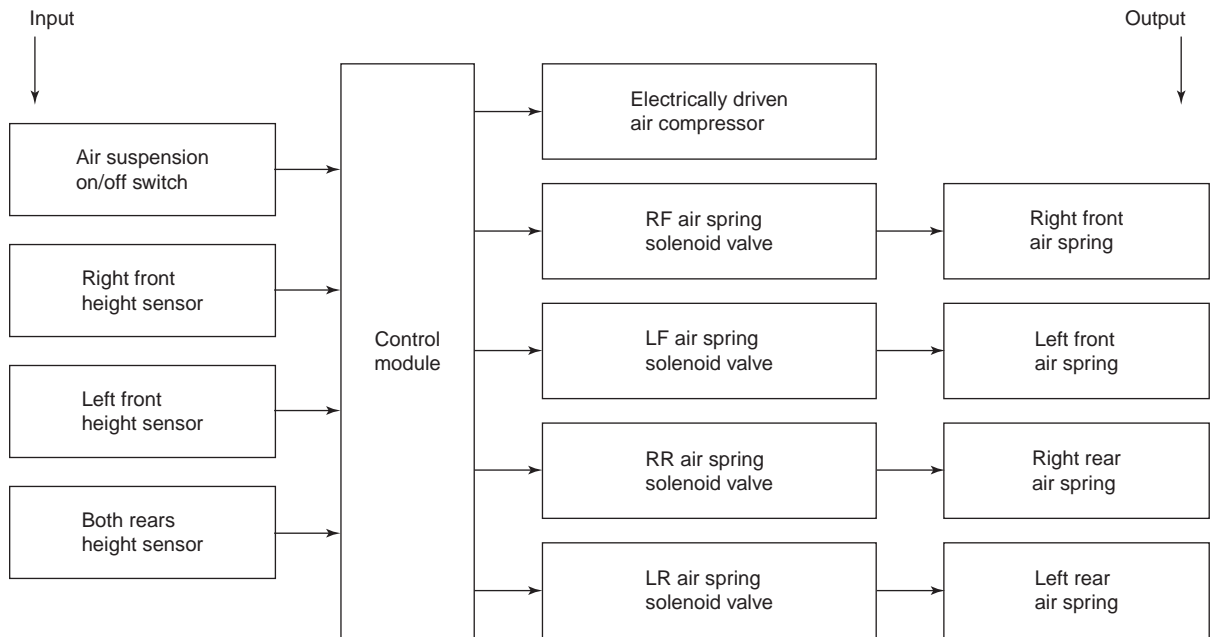 Input
Output
Air suspension
on/off switch
Right front
height sensor
Left front
height sensor
Both rears
height sensor
Control
module
Electrically driven
air compressor
RF air spring
solenoid valve
LF air spring
solenoid valve
RR air spring
solenoid valve
LR air spring
solenoid valve
Right front
air spring
Left front
air spring
Right rear
air spring
Left rear
air spring